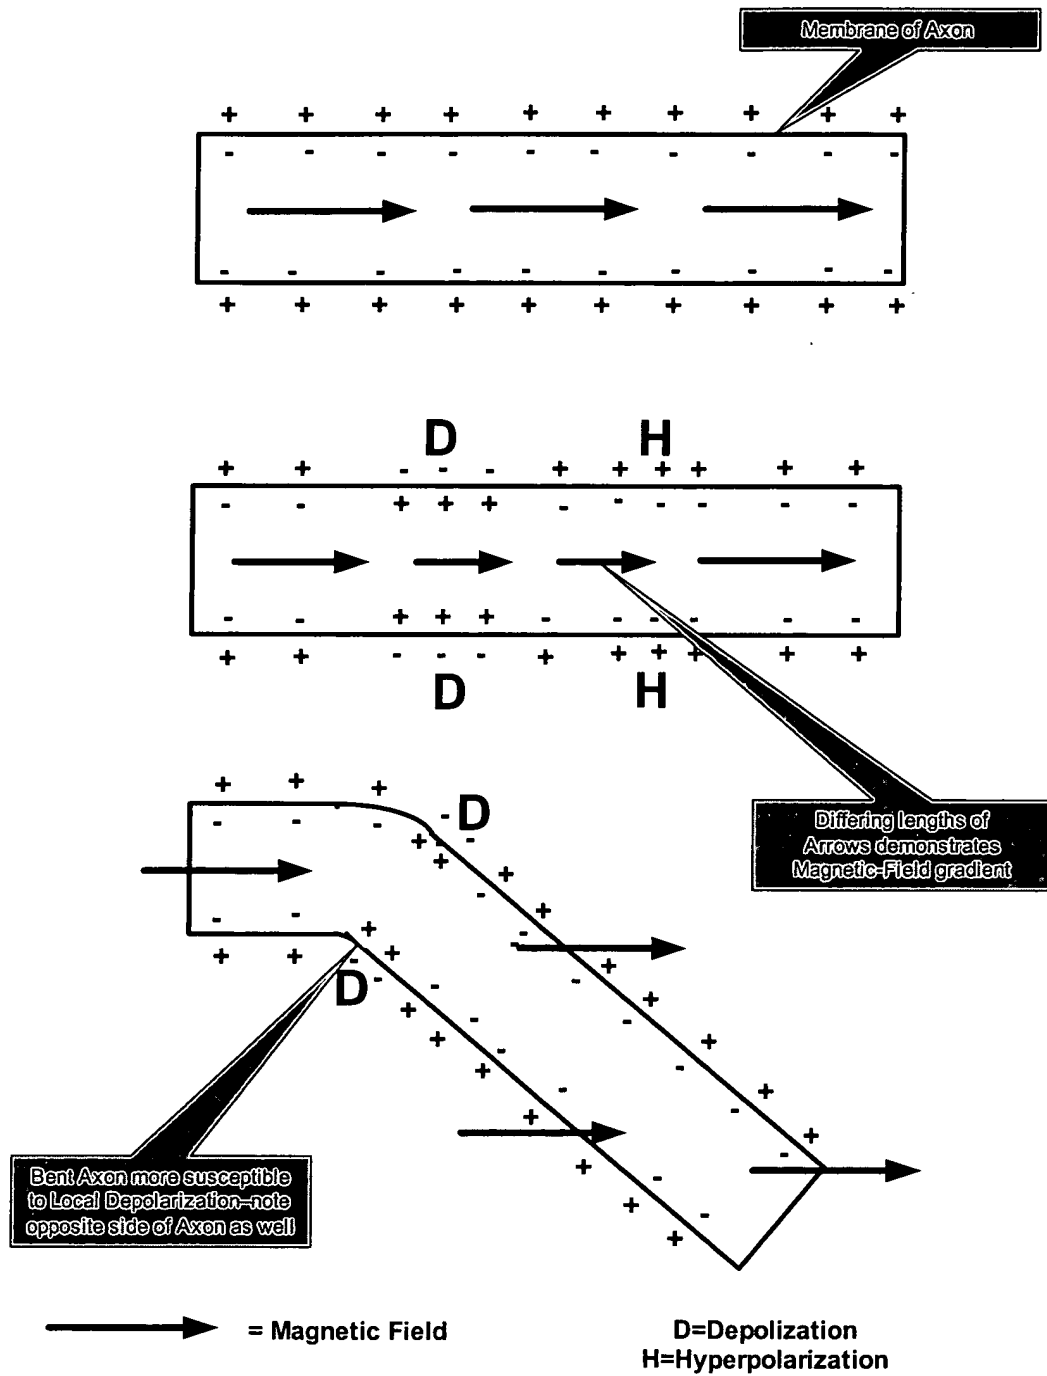 Membrane of Axon
D H
D H
Differing lengths of
Arrows demonstrates
Magnetic-Field gradient
D
D
Bent Axon more susceptible
to Local Depolarization–note
opposite side of Axon as well
= Magnetic Field
D=Depolization
H=Hyperpolarization